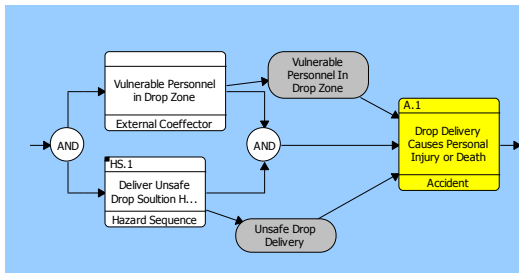 Vulnerable Personnel
in Drop Zone
External Coeffector
Vulnerable
Personnel In
Drop Zone
A.1
Drop Delivery
Causes Personal
Injury or Death
Accident
AND
AND
HS.1
Deliver Unsafe
Drop Soultion H...
Hazard Sequence
Unsafe Drop
Delivery